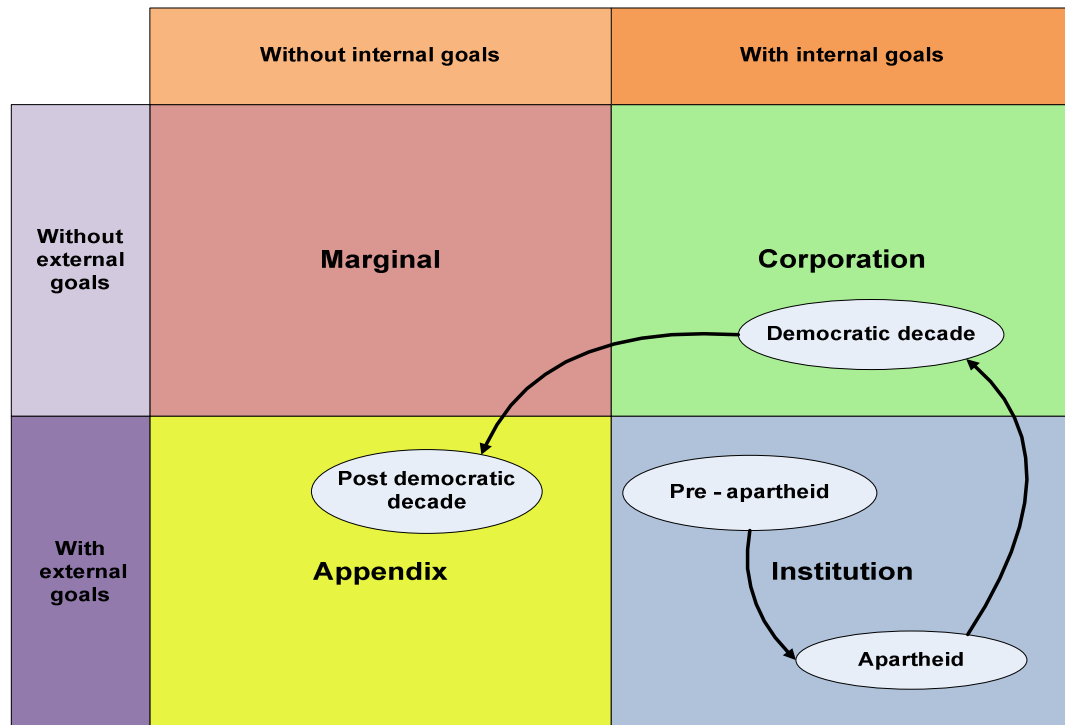 Without internal goals
With internal goals
Without
external
goals
Marginal
Corporation
Democratic decade
Post democratic
decade
Pre - apartheid
With
external
goals
Appendix
Institution
Apartheid